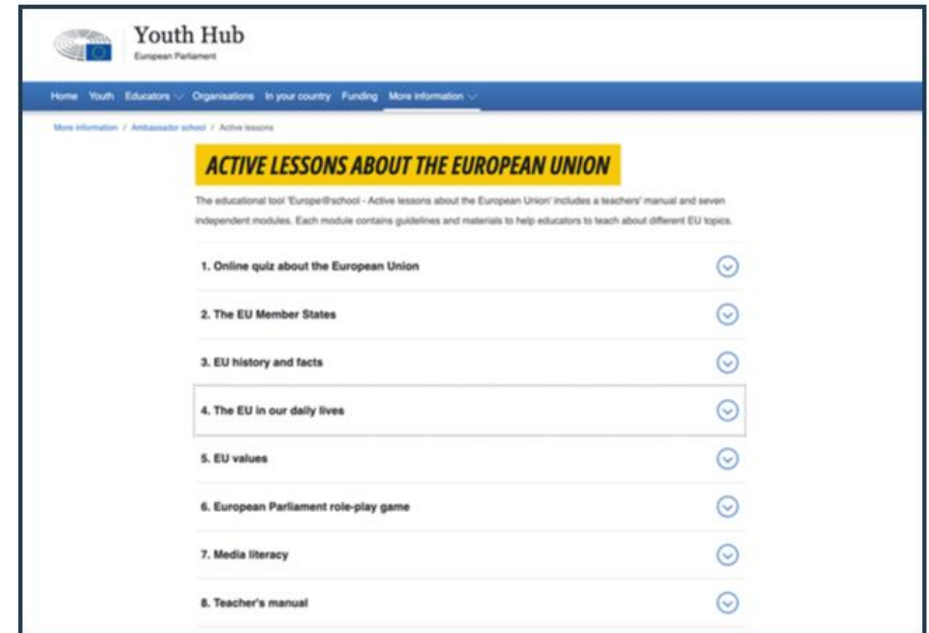 Youth Hub
European Parliament
Home Youth Educators Organisations In your country Funding More information
More information / Ambassador school / Active lessons
ACTIVE LESSONS ABOUT THE EUROPEAN UNION
The educational tool 'Europe@school - Active lessons about the European Union' includes a teachers' manual and seven
independent modules. Each module contains guidelines and materials to help educators to teach about different EU topics.
1. Online quiz about the European Union
2. The EU Member States
3. EU history and facts
4. The EU in our daily lives
5. EU values
6. European Parliament role-play game
7. Media literacy
8. Teacher's manual